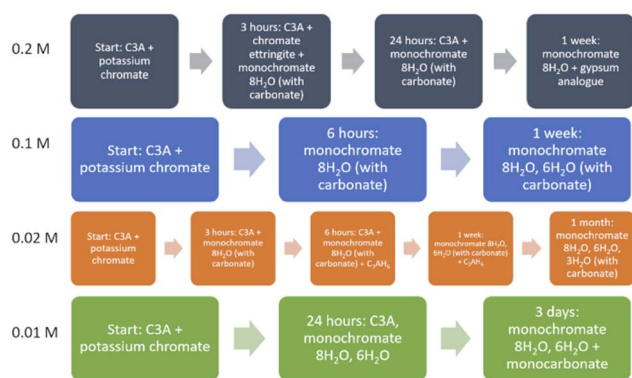 0.2 M
Start: C3A +
potassium
chromate
3 hours: C3A +
chromate
ettringite +
monochromate
8H₂O (with
carbonate)
24 hours: C3A +
monochromate
8H₂O (with
carbonate)
1 week:
monochromate
8H₂O + gypsum
analogue
0.1 M
Start: C3A +
potassium chromate
6 hours:
monochromate
8H₂O (with
carbonate)
1 week:
monochromate
8H₂O, 6H₂O (with
carbonate)
0.02 M
Start: C3A +
potassium
chromate
3 hours: C3A +
monochromate
8H₂O (with
carbonate)
6 hours: C3A +
monochromate
8H₂O (with
carbonate) + C₃AH₆
1 week:
monochromate 8H₂O,
6H₂O (with carbonate)
+ C₃AH₆
1 month:
monochromate
8H₂O, 6H₂O,
3H₂O (with
carbonate)
0.01 M
Start: C3A +
potassium chromate
24 hours: C3A,
monochromate
8H₂O, 6H₂O
3 days:
monochromate
8H₂O, 6H₂O +
monocarbonate